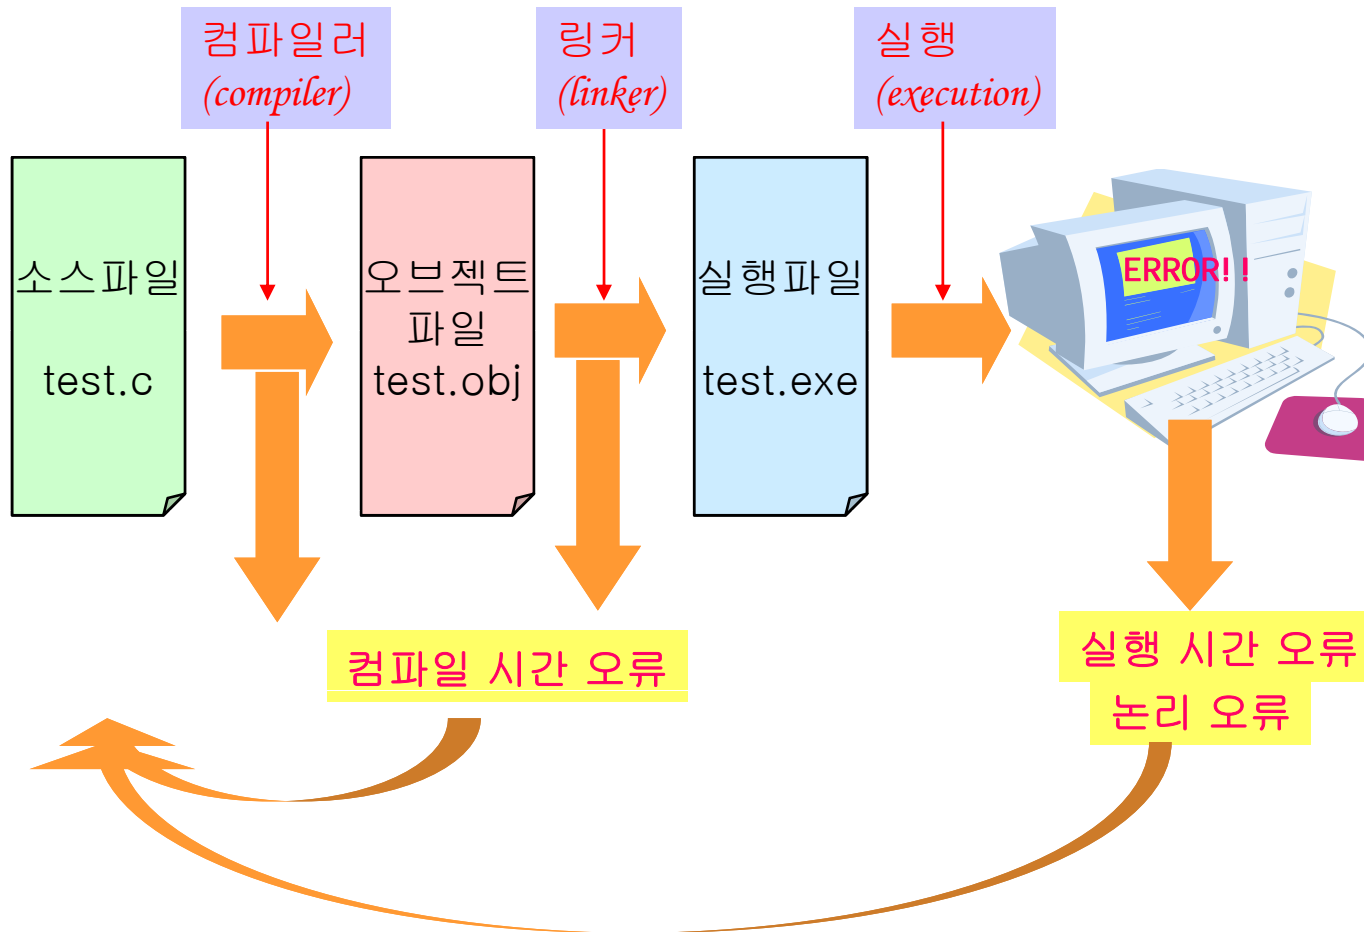 컴파일러
(compiler)
링커
(linker)
실행
(execution)
소스파일
test.c
오브젝트
파일
test.obj
실행파일
test.exe
ERROR!!
컴파일 시간 오류
실행 시간 오류
논리 오류